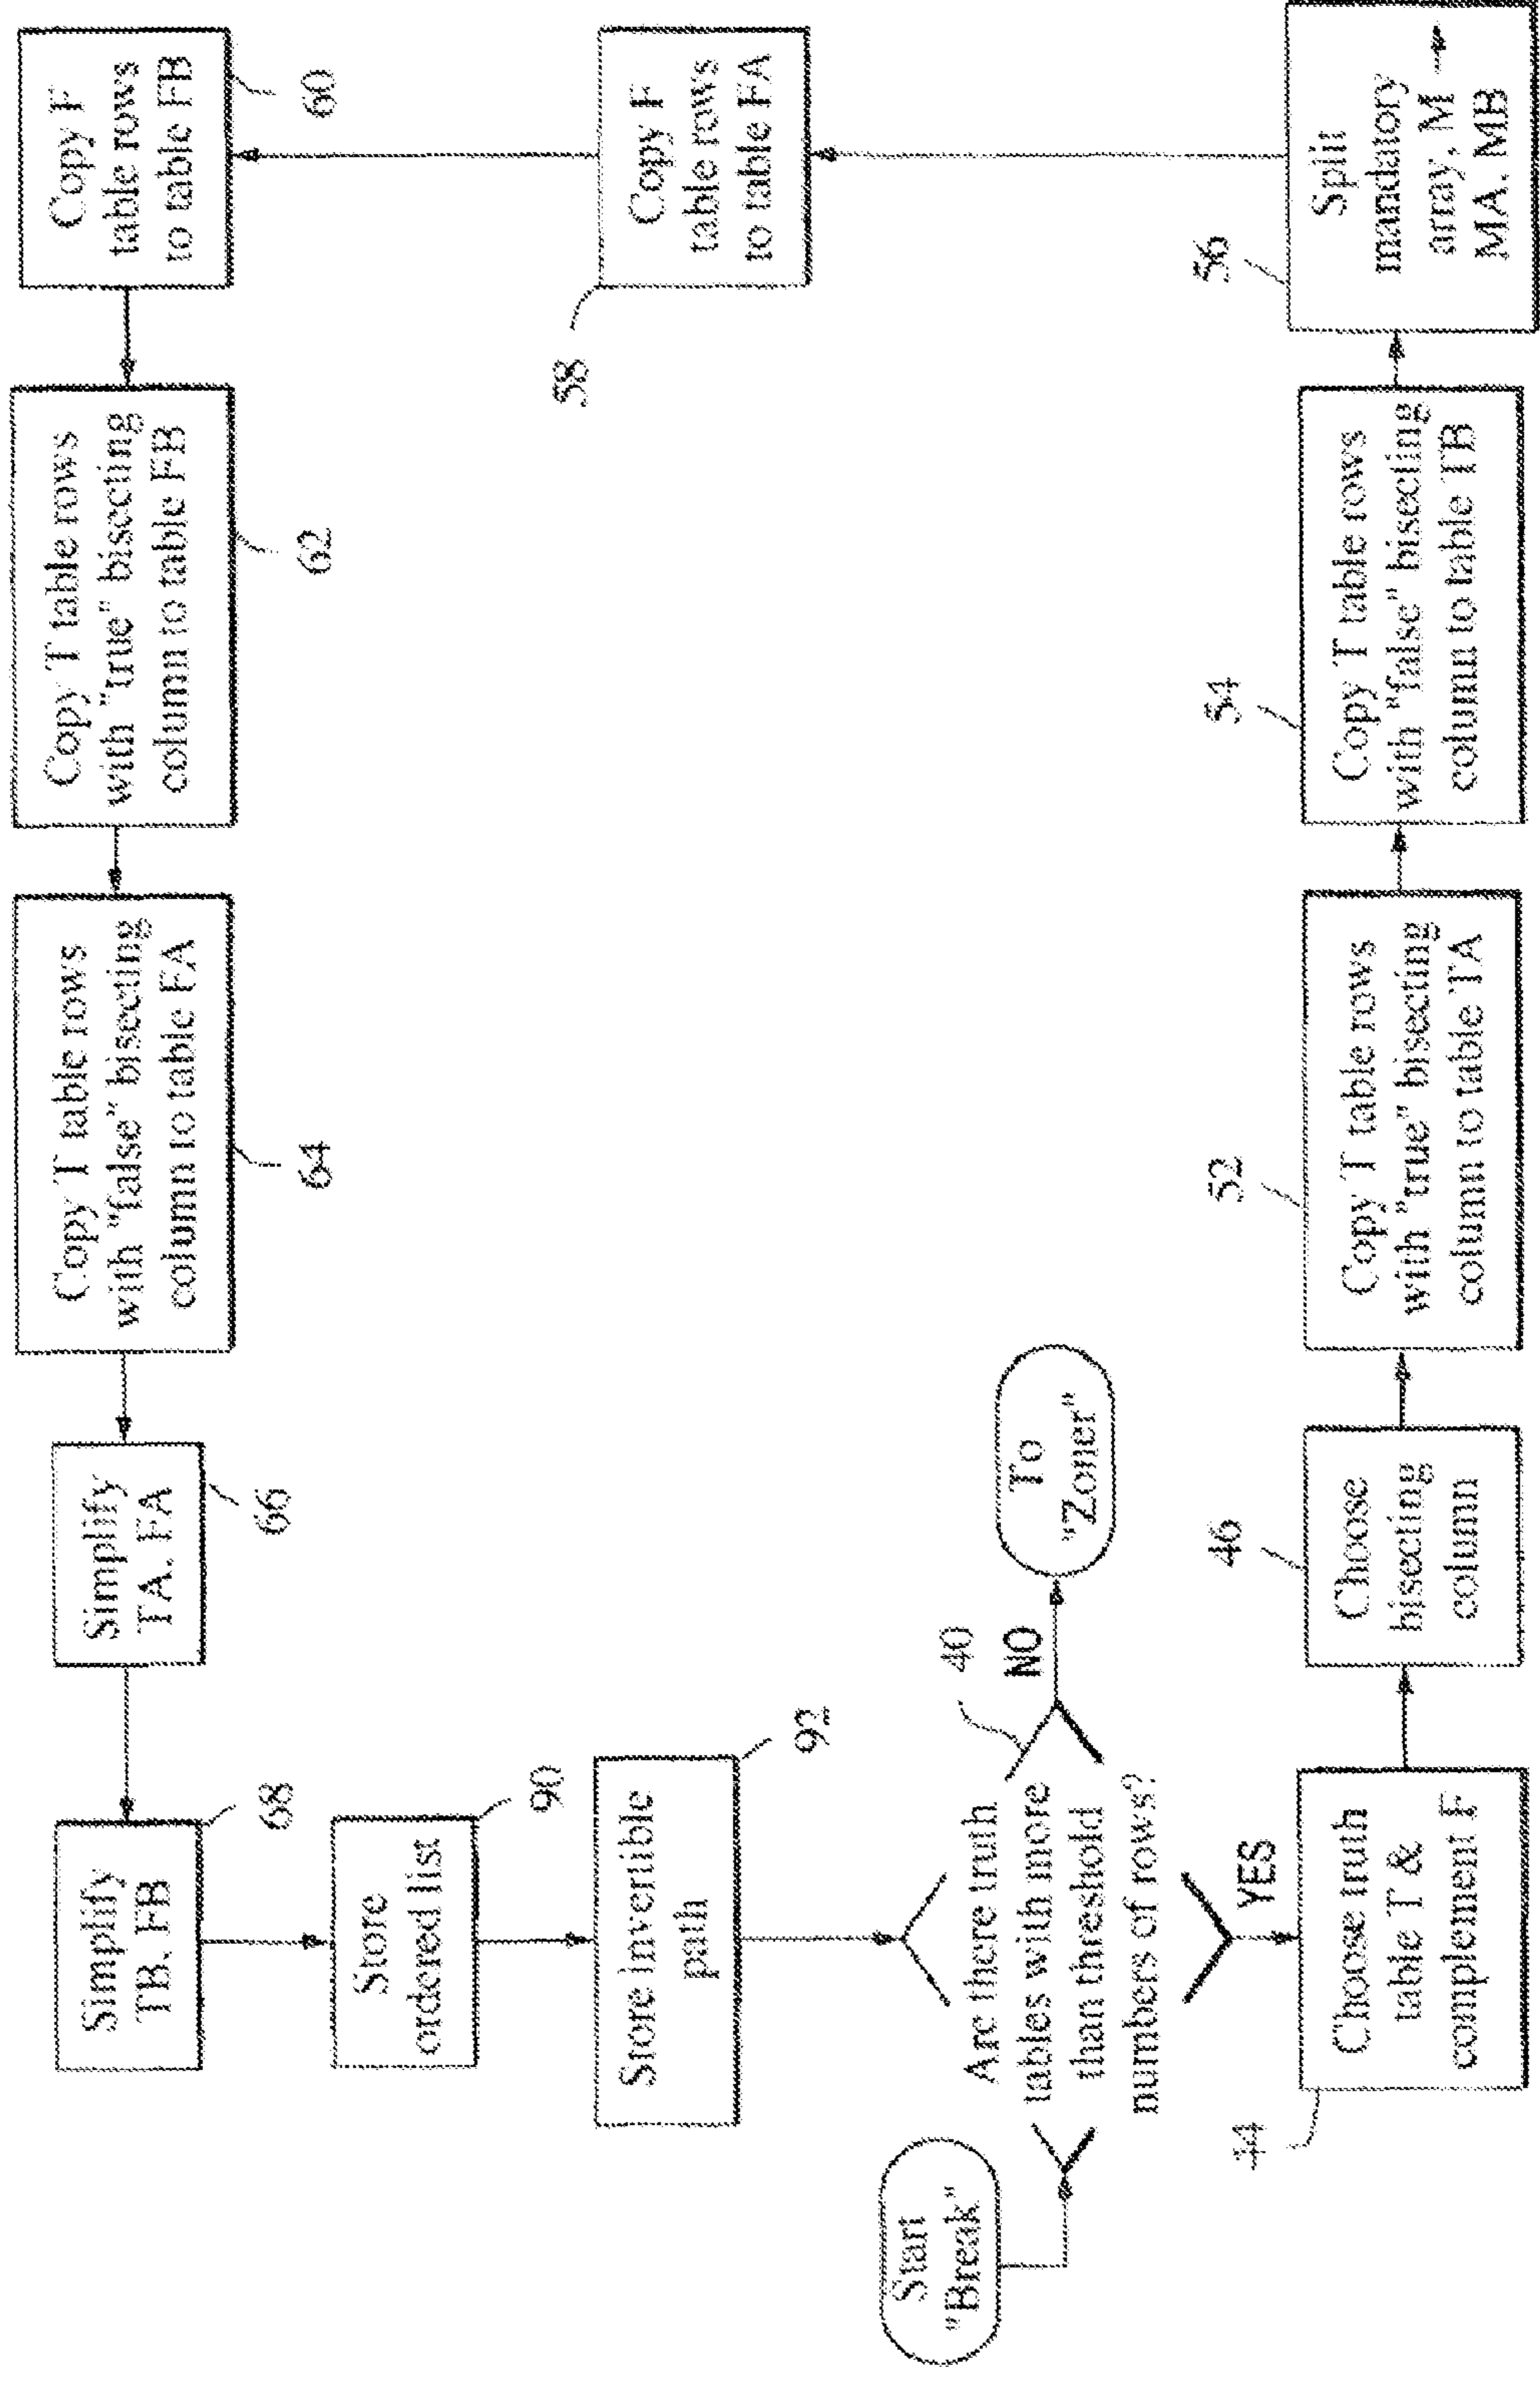 Start
"Break"
Are there truth
tables with more
than threshold
numbers of rows?
40
NO
To
"Zoner"
YES
44
Choose truth
table T &
complement F
46
Choose
bisecting
column
52
Copy T table rows
with "true" bisecting
column to table TA
54
Copy T table rows
with "false" bisecting
column to table TB
56
Split
mandatory
array, M →
MA, MB
58
Copy F
table rows
to table FA
60
Copy F
table rows
to table FB
62
Copy T table rows
with "true" bisecting
column to table FB
64
Copy T table rows
with "false" bisecting
column to table FA
66
Simplify
TA, FA
68
Simplify
TB, FB
90
Store
ordered list
92
Store invertible
path